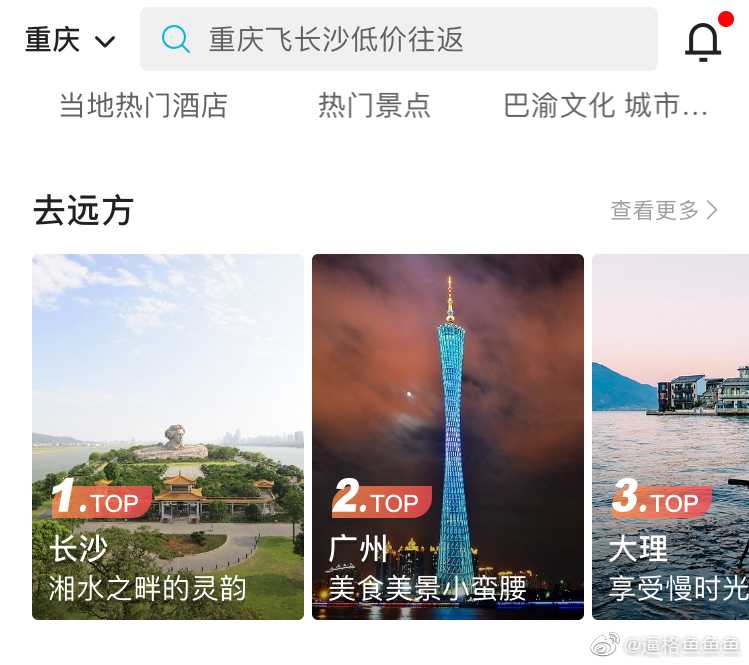 重庆
重庆飞长沙低价往返
当地热门酒店
热门景点
巴渝文化 城市...
去远方
查看更多
1.TOP
长沙
湘水之畔的灵韵
2.TOP
广州
美食美景小蛮腰
3.TOP
大理
享受慢时光
@逼格鱼鱼鱼